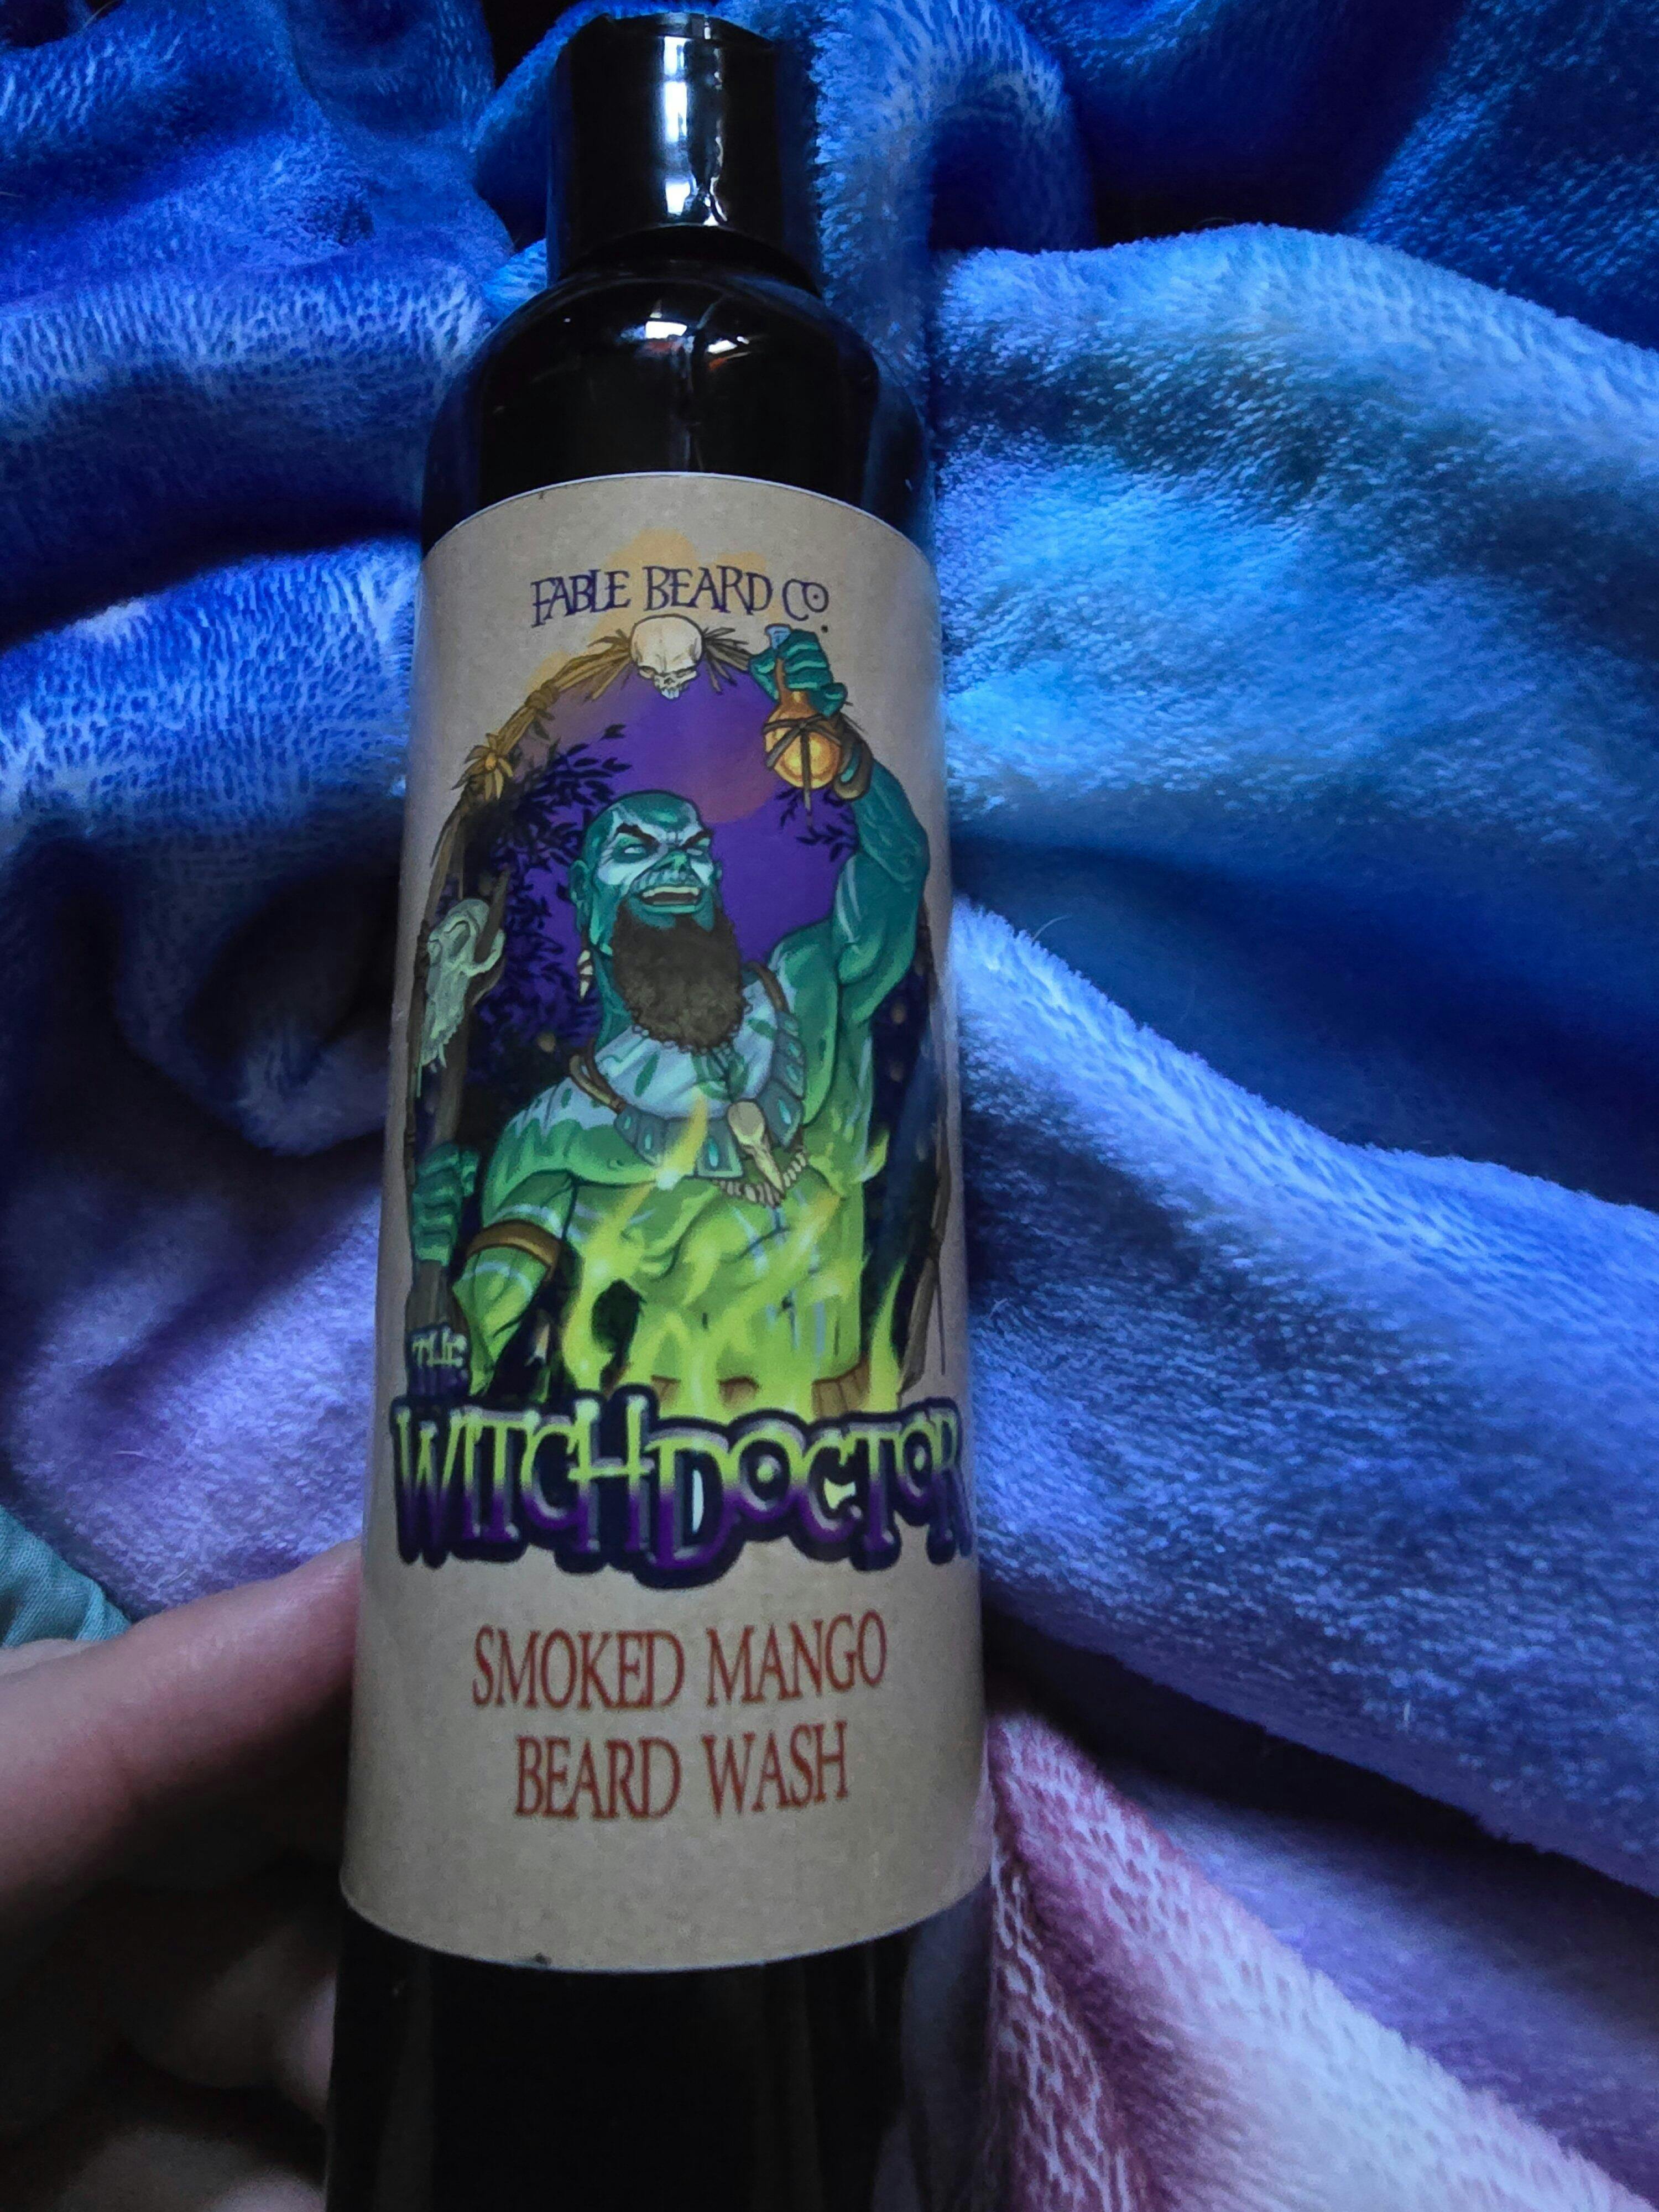 FABLE BEARD CO.
THE
WITCHDOCTOR
SMOKED MANGO
BEARD WASH